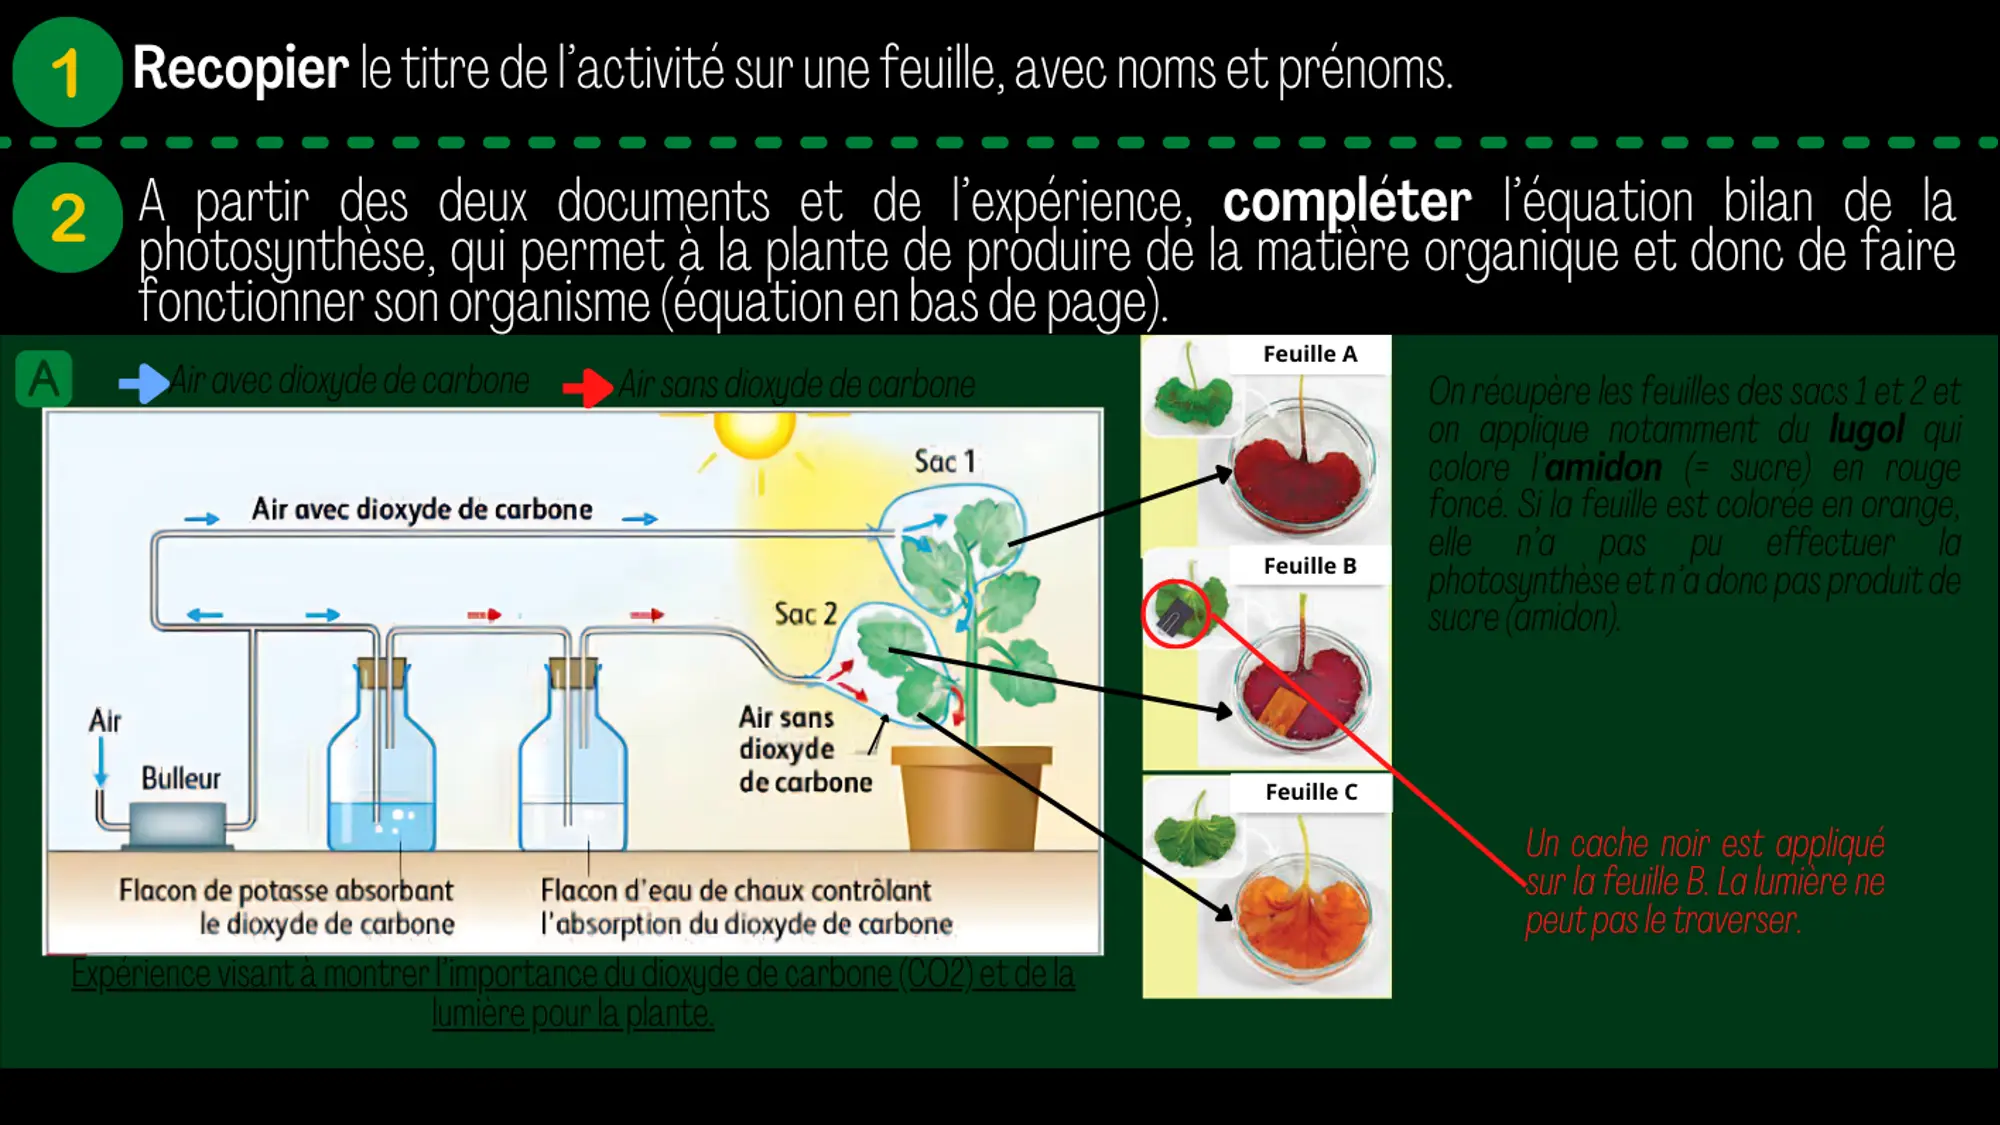 1
Recopier le titre de l'activité sur une feuille, avec noms et prénoms.
2
A partir des deux documents et de l'expérience, compléter l'équation bilan de la
photosynthèse, qui permet à la plante de produire de la matière organique et donc de faire
fonctionner son organisme (équation en bas de page).
A
Air avec dioxyde de carbone
Air sans dioxyde de carbone
Sac 1
Air avec dioxyde de carbone
Sac 2
Air
Bulleur
Air sans
dioxyde
de carbone
Flacon de potasse absorbant
le dioxyde de carbone
Flacon d'eau de chaux contrôlant
l'absorption du dioxyde de carbone
Expérience visant à montrer l'importance du dioxyde de carbone (CO2) et de la
lumière pour la plante.
Feuille A
Feuille B
Feuille C
On récupère les feuilles des sacs 1 et 2 et
on applique notamment du lugol qui
colore l'amidon (= sucre) en rouge
foncé. Si la feuille est colorée en orange,
elle n'a pas pu effectuer la
photosynthèse et n'a donc pas produit de
sucre (amidon).
Un cache noir est appliqué
sur la feuille B. La lumière ne
peut pas le traverser.